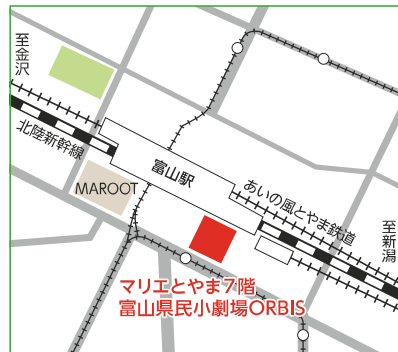 至金沢
北陸新幹線
富山駅
MAROOT
あいの風とやま鉄道
至新潟
マリエとやま7階
富山県民小劇場ORBIS